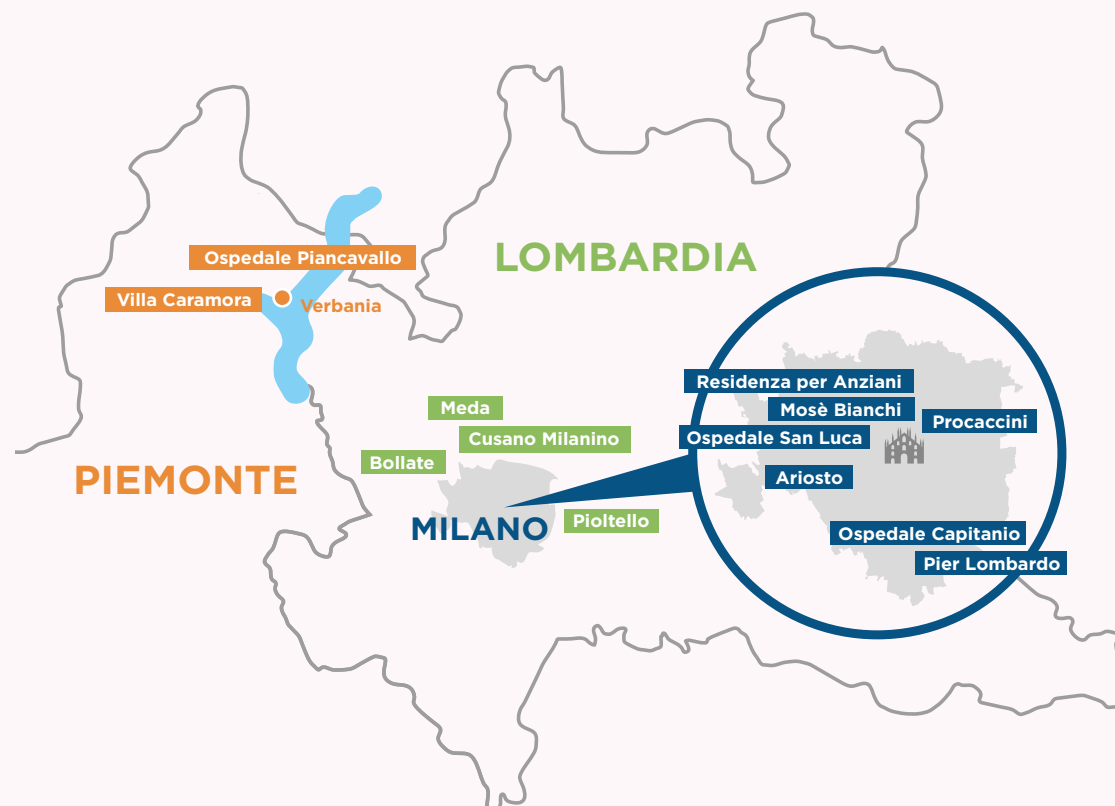 LOMBARDIA
Ospedale Piancavallo
Villa Caramora
Verbania
PIEMONTE
Meda
Cusano Milanino
Bollate
MILANO
Pioltello
Residenza per Anziani
Mosè Bianchi
Procaccini
Ospedale San Luca
Ariosto
Ospedale Capitanio
Pier Lombardo